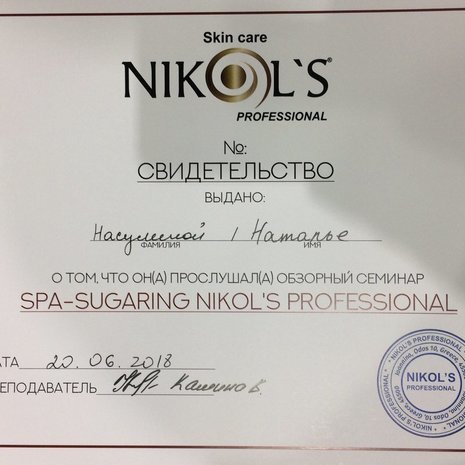 Skin care
NIKOL`S®
PROFESSIONAL
№:
СВИДЕТЕЛЬСТВО
ВЫДАНО:
Наталье
ФАМИЛИЯ / ИМЯ
О ТОМ, ЧТО ОН(А) ПРОСЛУШАЛ(А) ОБЗОРНЫЙ СЕМИНАР
SPA-SUGARING NIKOL'S PROFESSIONAL
АТА 20.06.2018
ЕПОДАВАТЕЛЬ
NIKOL'S
PROFESSIONAL